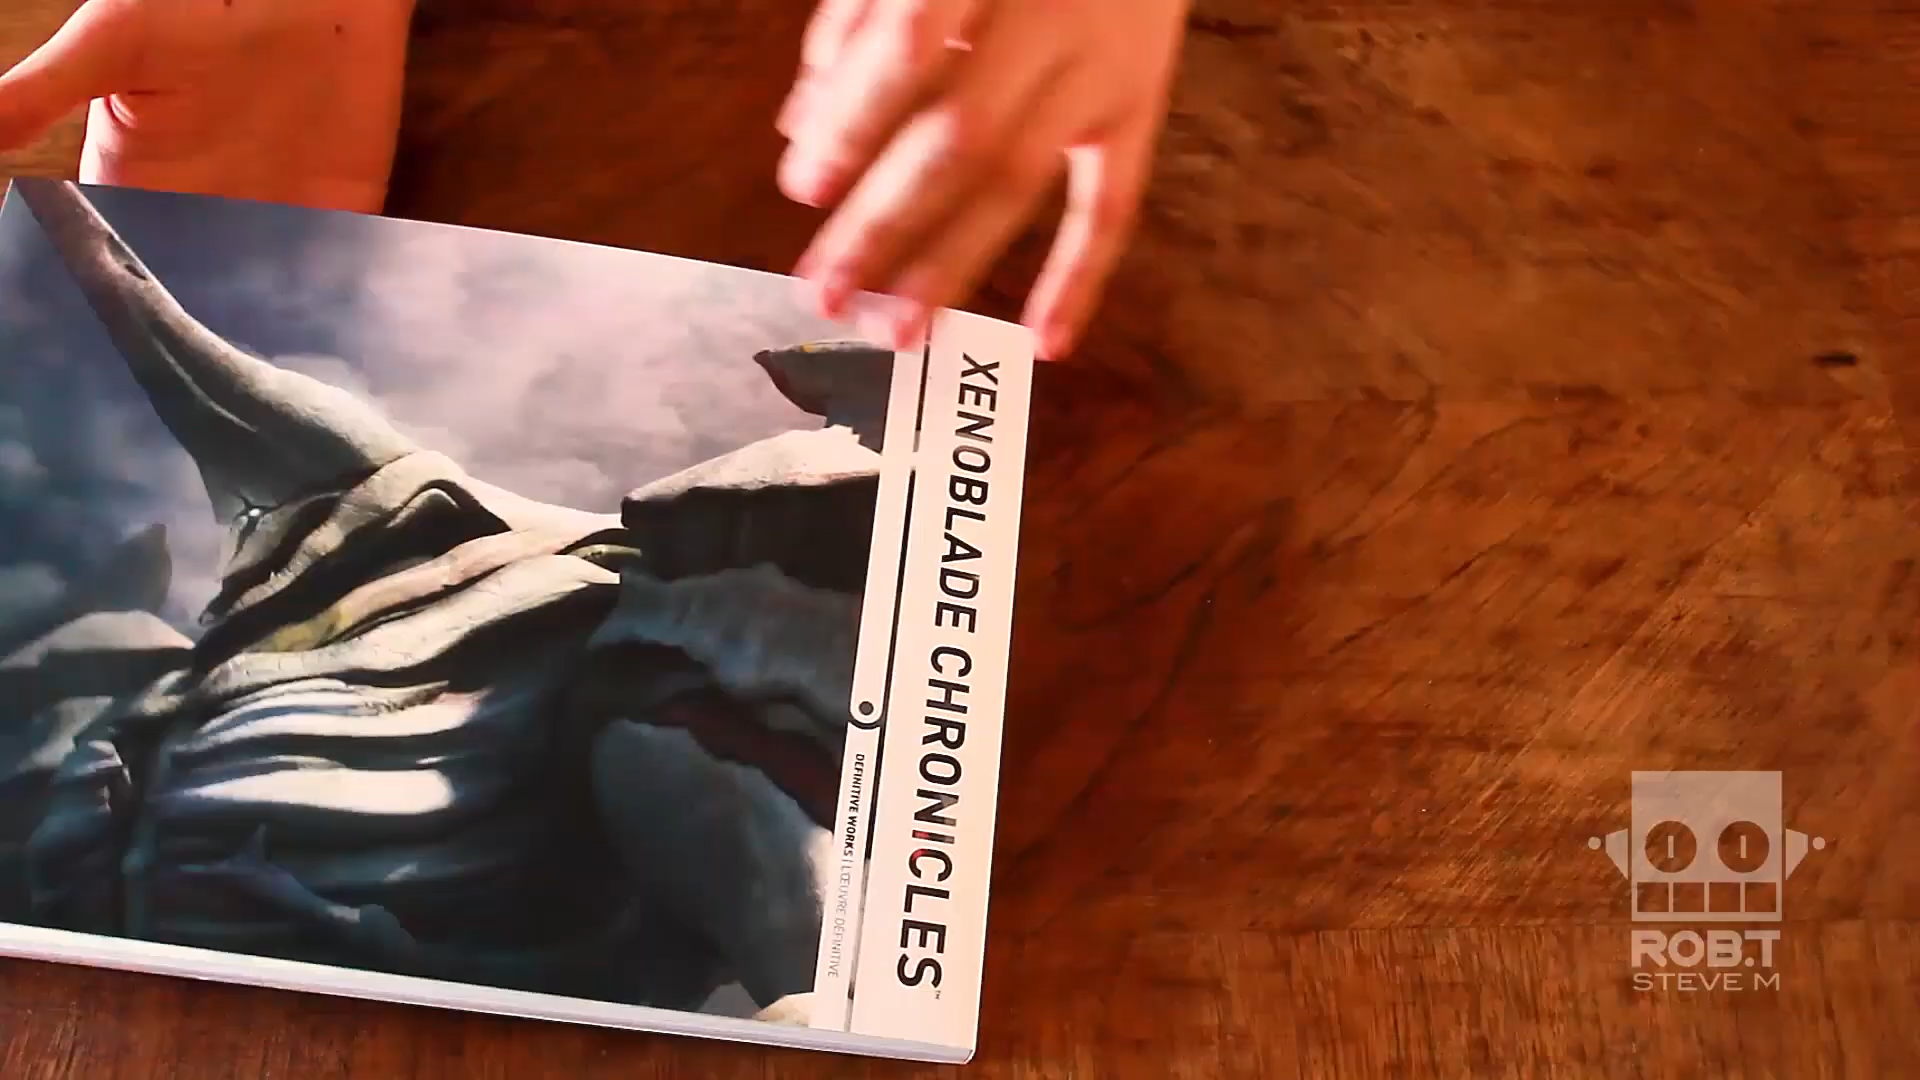 XENOBLADE CHRONICLES™
DEFINITIVE WORKS | L'ŒUVRE DÉFINITIVE
ROB.T
STEVE M